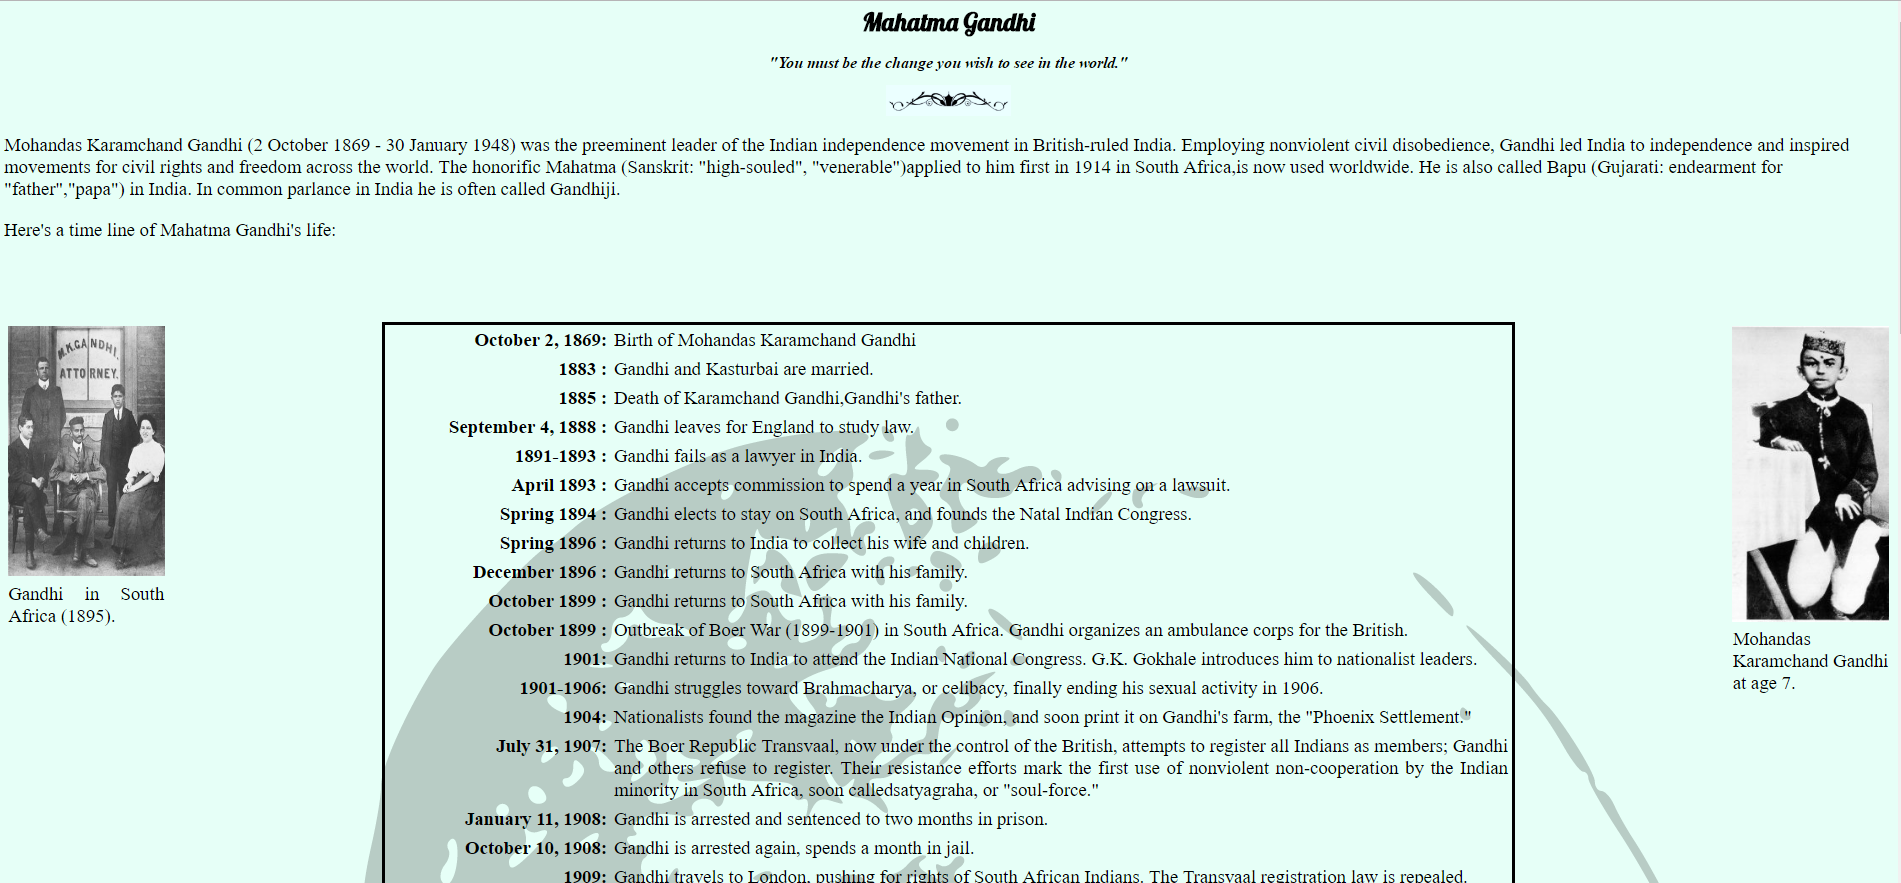 Mahatma Gandhi
"You must be the change you wish to see in the world."
Mohandas Karamchand Gandhi (2 October 1869 - 30 January 1948) was the preeminent leader of the Indian independence movement in British-ruled India. Employing nonviolent civil disobedience, Gandhi led India to independence and inspired
movements for civil rights and freedom across the world. The honorific Mahatma (Sanskrit: "high-souled", "venerable")applied to him first in 1914 in South Africa,is now used worldwide. He is also called Bapu (Gujarati: endearment for
"father","papa") in India. In common parlance in India he is often called Gandhiji.
Here's a time line of Mahatma Gandhi's life:
M.K.GANDHI.
ATTORNEY.
Gandhi in South
Africa (1895).
October 2, 1869: Birth of Mohandas Karamchand Gandhi
1883 : Gandhi and Kasturbai are married.
1885 : Death of Karamchand Gandhi,Gandhi's father.
September 4, 1888 : Gandhi leaves for England to study law.
1891-1893 : Gandhi fails as a lawyer in India.
April 1893 : Gandhi accepts commission to spend a year in South Africa advising on a lawsuit.
Spring 1894 : Gandhi elects to stay on South Africa, and founds the Natal Indian Congress.
Spring 1896 : Gandhi returns to India to collect his wife and children.
December 1896 : Gandhi returns to South Africa with his family.
October 1899 : Gandhi returns to South Africa with his family.
October 1899 : Outbreak of Boer War (1899-1901) in South Africa. Gandhi organizes an ambulance corps for the British.
1901: Gandhi returns to India to attend the Indian National Congress. G.K. Gokhale introduces him to nationalist leaders.
1901-1906: Gandhi struggles toward Brahmacharya, or celibacy, finally ending his sexual activity in 1906.
1904: Nationalists found the magazine the Indian Opinion, and soon print it on Gandhi's farm, the "Phoenix Settlement."
July 31, 1907: The Boer Republic Transvaal, now under the control of the British, attempts to register all Indians as members; Gandhi
and others refuse to register. Their resistance efforts mark the first use of nonviolent non-cooperation by the Indian
minority in South Africa, soon calledsatyagraha, or "soul-force."
January 11, 1908: Gandhi is arrested and sentenced to two months in prison.
October 10, 1908: Gandhi is arrested again, spends a month in jail.
1909: Gandhi travels to London, pushing for rights of South African Indians. The Transvaal registration law is repealed.
Mohandas
Karamchand Gandhi
at age 7.